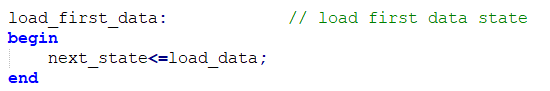 load_first_data: // load first data state
begin
next_state<=load_data;
end